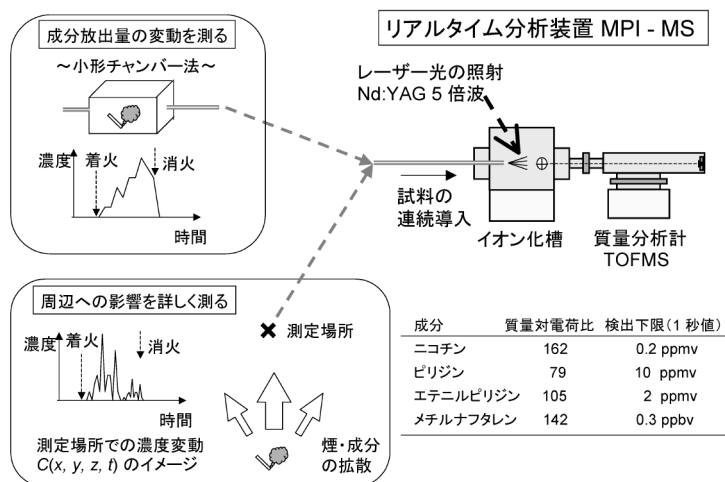 成分放出量の変動を測る
～小形チャンバー法～
濃度
着火
消火
時間
リアルタイム分析装置 MPI - MS
レーザー光の照射
Nd:YAG 5 倍波
試料の
連続導入
イオン化槽
質量分析計
TOFMS
周辺への影響を詳しく測る
濃度
着火
消火
時間
測定場所での濃度変動
C(x, y, z, t) のイメージ
測定場所
煙・成分
の拡散
成分 質量対電荷比 検出下限(1 秒値)
ニコチン 162 0.2 ppmv
ピリジン 79 10 ppmv
エテニルピリジン 105 2 ppmv
メチルナフタレン 142 0.3 ppbv